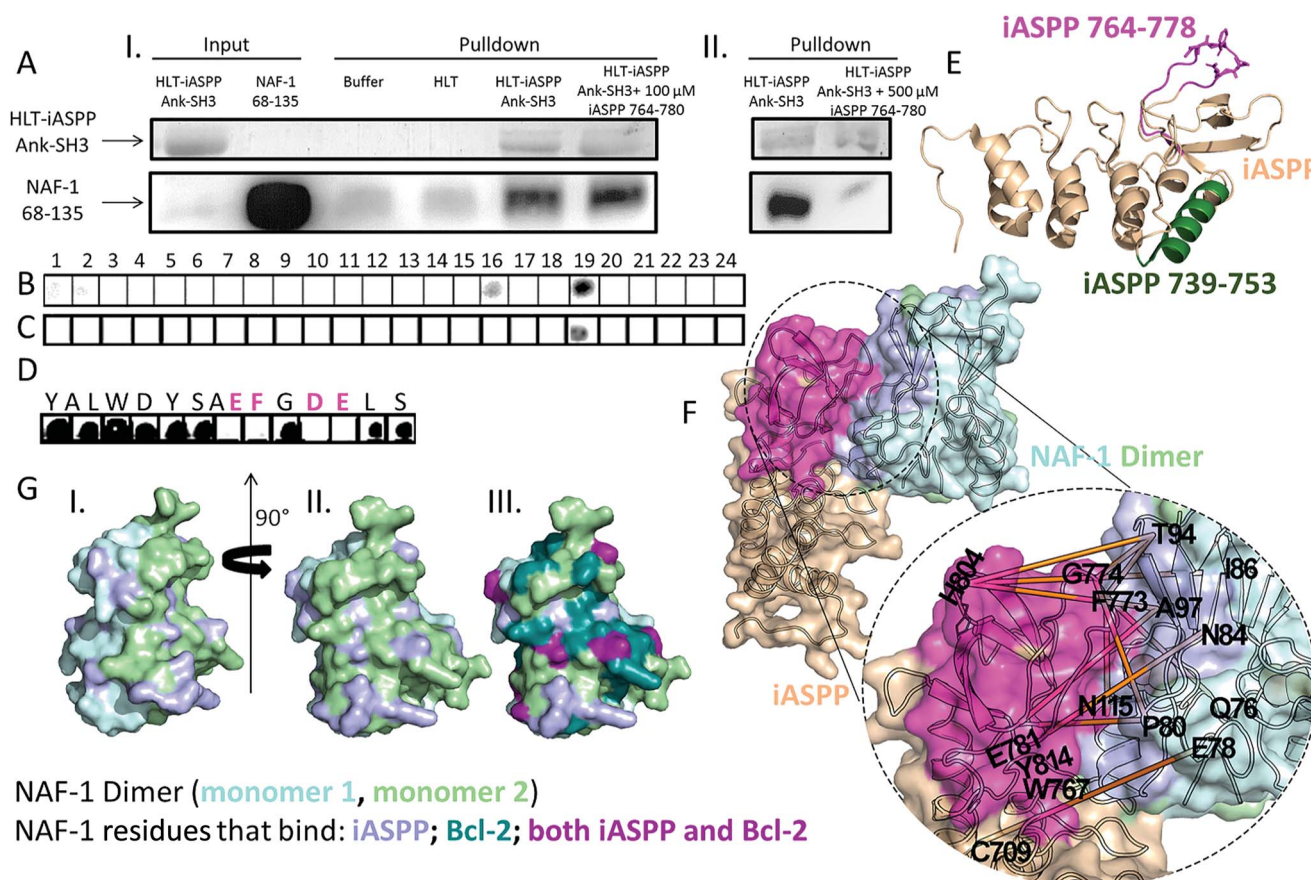 A
I.
Input
Pulldown
HLT-iASPP
Ank-SH3
NAF-1
68-135
Buffer
HLT
HLT-iASPP
Ank-SH3
HLT-iASPP
Ank-SH3+ 100 µM
iASPP 764-780
HLT-iASPP
Ank-SH3
NAF-1
68-135
II.
Pulldown
HLT-iASPP
Ank-SH3
HLT-iASPP
Ank-SH3 + 500 µM
iASPP 764-780
E
iASPP 764-778
iASPP
iASPP 739-753
1 2 3 4 5 6 7 8 9 10 11 12 13 14 15 16 17 18 19 20 21 22 23 24
B
C
D
Y A L W D Y S A E F G D E L S
F
NAF-1 Dimer
iASPP
H804
G774
F773
T94
I86
A97
N84
N115
P80
Q76
E78
E781
Y814
W767
C709
G
I.
90°
II.
III.
NAF-1 Dimer (monomer 1, monomer 2)
NAF-1 residues that bind: iASPP; Bcl-2; both iASPP and Bcl-2